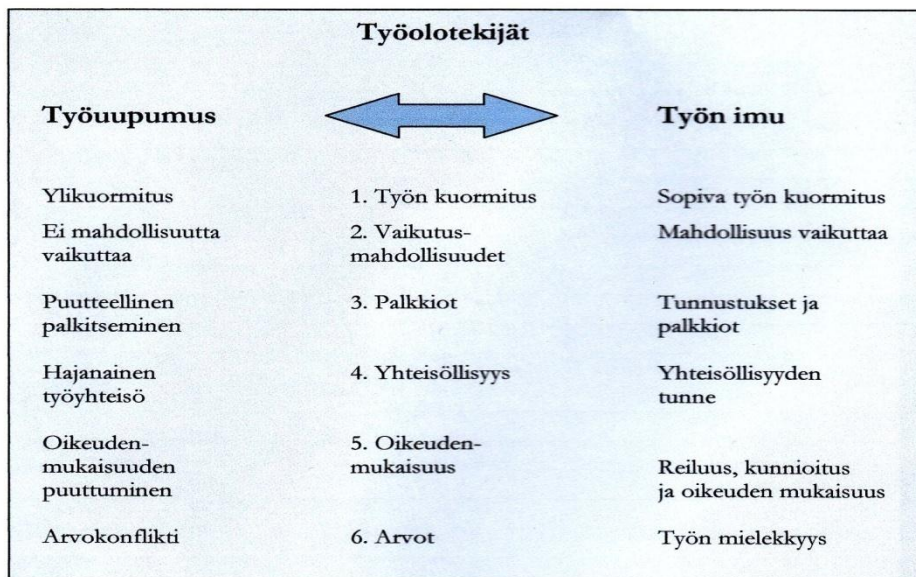 Työolotekijät
Työuupumus
Työn imu
Ylikuormitus
1. Työn kuormitus
Sopiva työn kuormitus
Ei mahdollisuutta
vaikuttaa
2. Vaikutus-
mahdollisuudet
Mahdollisuus vaikuttaa
Puutteellinen
palkitseminen
3. Palkkiot
Tunnustukset ja
palkkiot
Hajanainen
työyhteisö
4. Yhteisöllisyys
Yhteisöllisyyden
tunne
Oikeuden-
mukaisuuden
puuttuminen
5. Oikeuden-
mukaisuus
Reiluus, kunnioitus
ja oikeuden mukaisuus
Arvokonflikti
6. Arvot
Työn mielekkyys